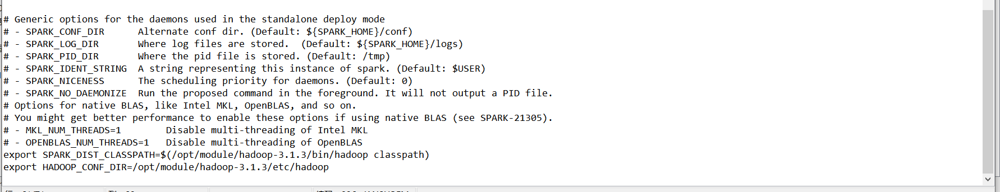 # Generic options for the daemons used in the standalone deploy mode
# - SPARK_CONF_DIR      Alternate conf dir. (Default: ${SPARK_HOME}/conf)
# - SPARK_LOG_DIR       Where log files are stored.  (Default: ${SPARK_HOME}/logs)
# - SPARK_PID_DIR       Where the pid file is stored. (Default: /tmp)
# - SPARK_IDENT_STRING  A string representing this instance of spark. (Default: $USER)
# - SPARK_NICENESS      The scheduling priority for daemons. (Default: 0)
# - SPARK_NO_DAEMONIZE  Run the proposed command in the foreground. It will not output a PID file.
# Options for native BLAS, like Intel MKL, OpenBLAS, and so on.
# You might get better performance to enable these options if using native BLAS (see SPARK-21305).
# - MKL_NUM_THREADS=1        Disable multi-threading of Intel MKL
# - OPENBLAS_NUM_THREADS=1   Disable multi-threading of OpenBLAS
export SPARK_DIST_CLASSPATH=$(/opt/module/hadoop-3.1.3/bin/hadoop classpath)
export HADOOP_CONF_DIR=/opt/module/hadoop-3.1.3/etc/hadoop